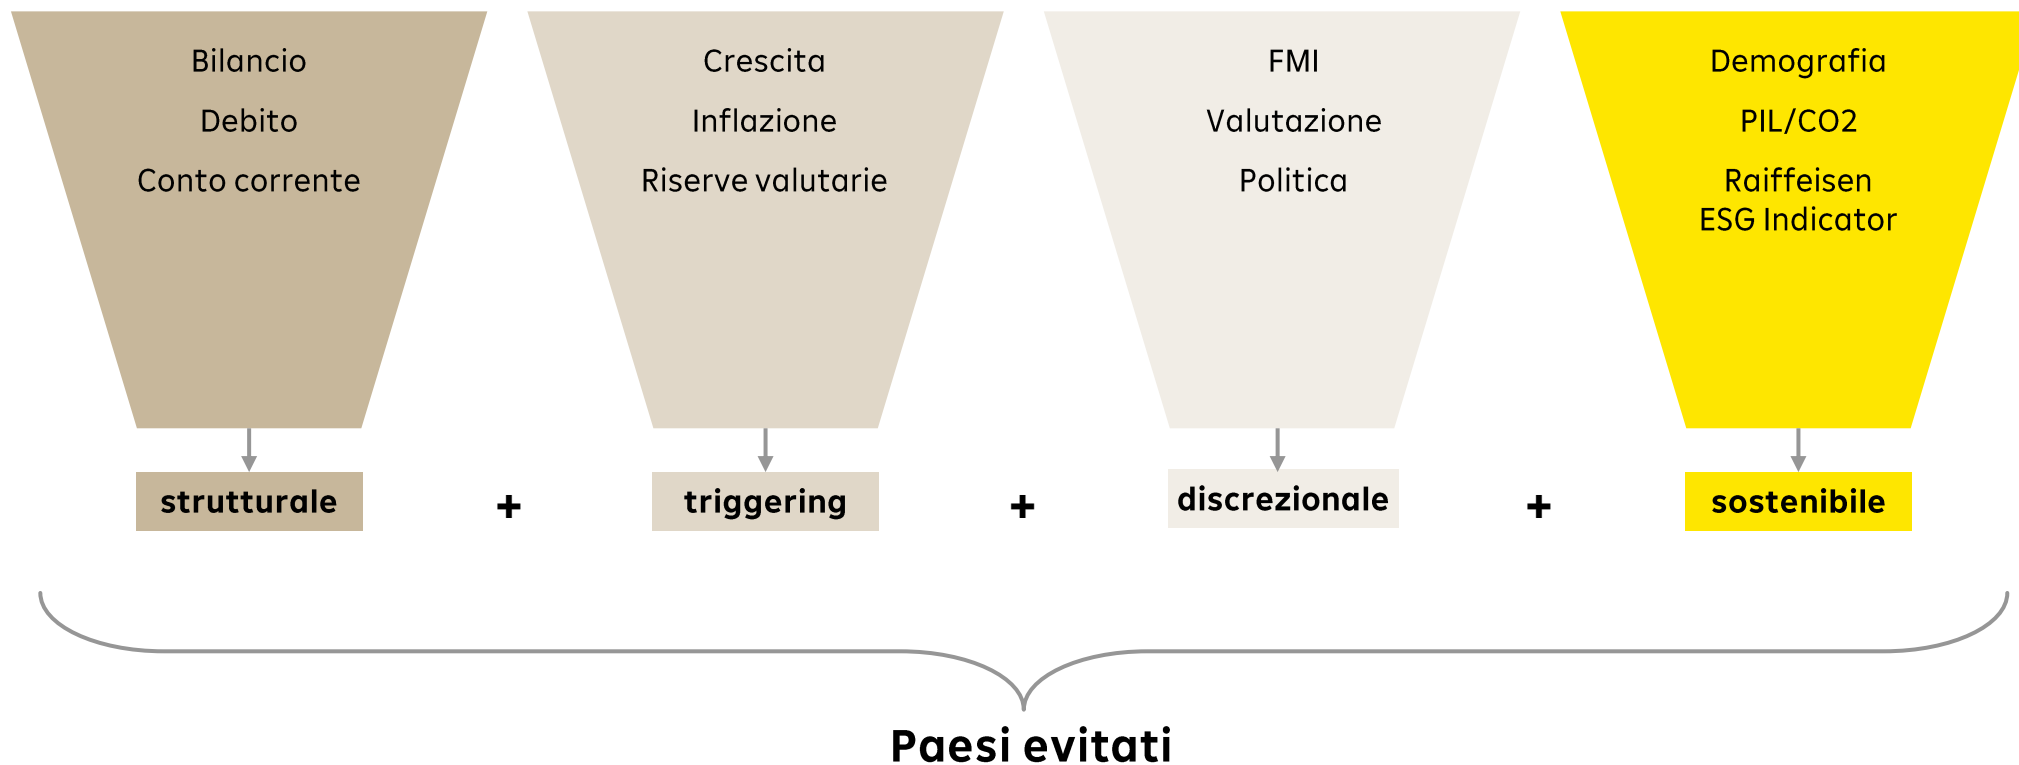 Bilancio
Debito
Conto corrente
Crescita
Inflazione
Riserve valutarie
FMI
Valutazione
Politica
Demografia
PIL/CO2
Raiffeisen
ESG Indicator
strutturale
+
triggering
+
discrezionale
+
sostenibile
Paesi evitati